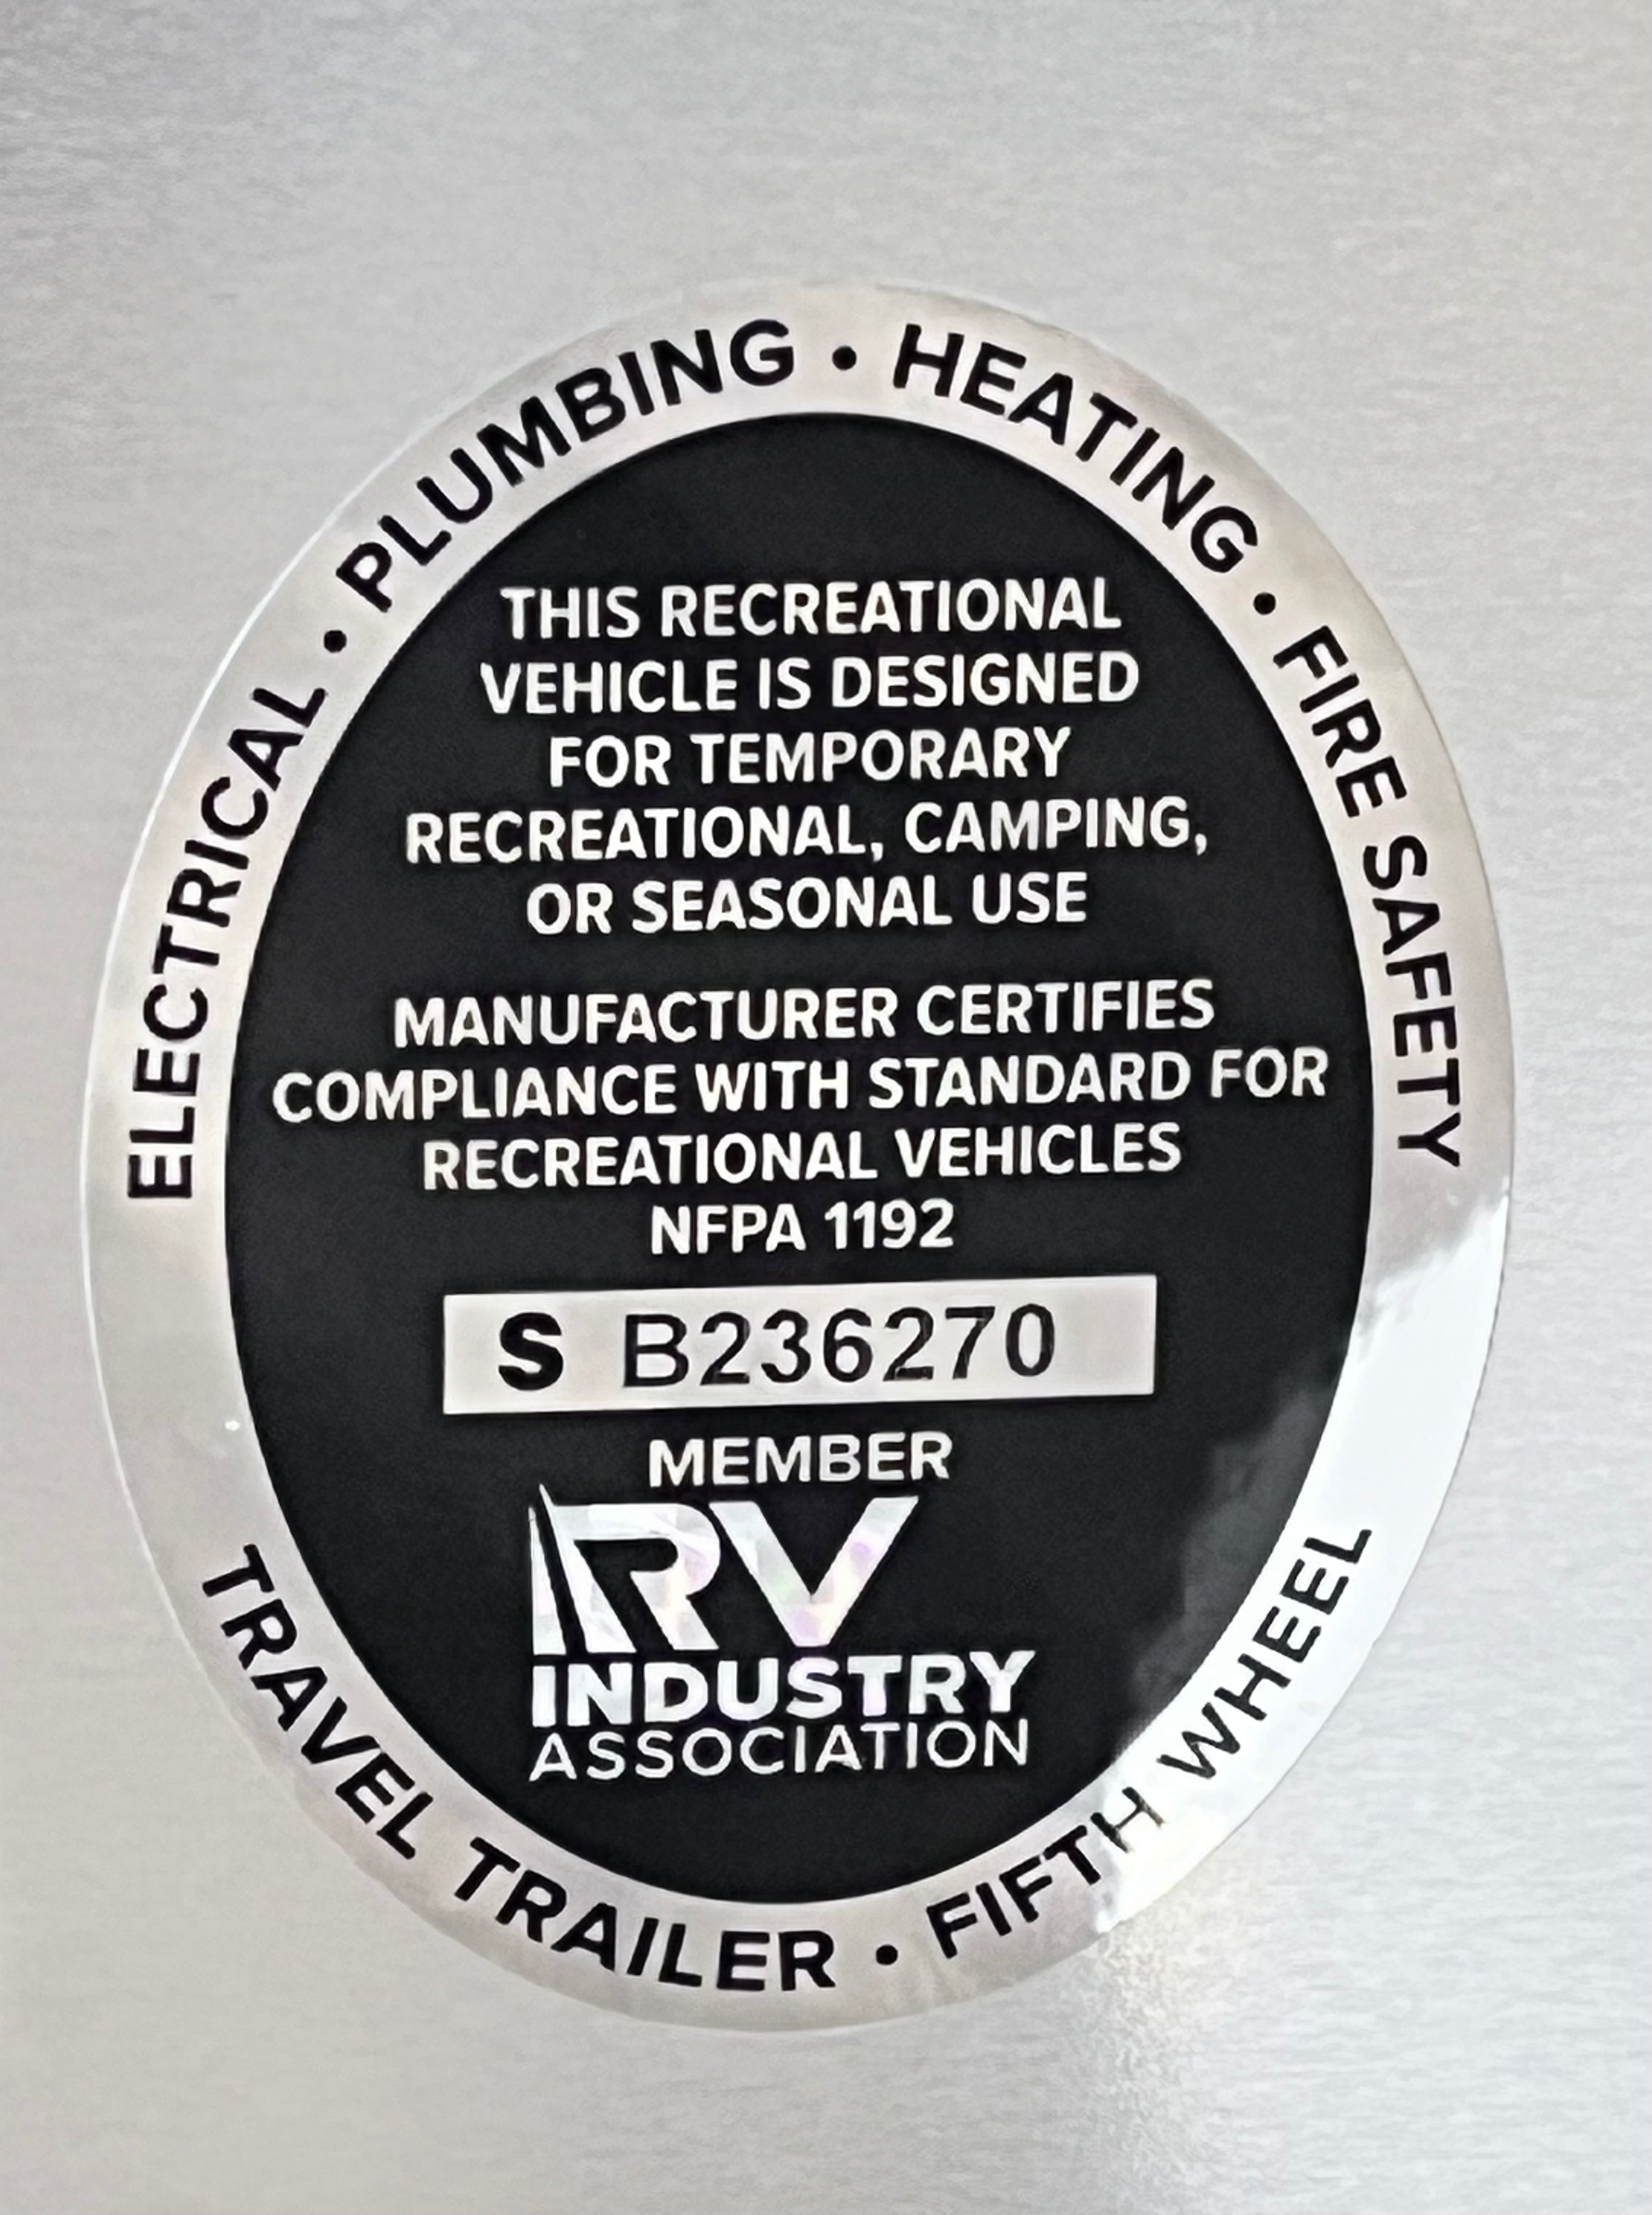 ELECTRICAL • PLUMBING • HEATING • FIRE SAFETY
THIS RECREATIONAL
VEHICLE IS DESIGNED
FOR TEMPORARY
RECREATIONAL, CAMPING,
OR SEASONAL USE
MANUFACTURER CERTIFIES
COMPLIANCE WITH STANDARD FOR
RECREATIONAL VEHICLES
NFPA 1192
S B236270
MEMBER
RV
INDUSTRY
ASSOCIATION
TRAVEL TRAILER • FIFTH WHEEL